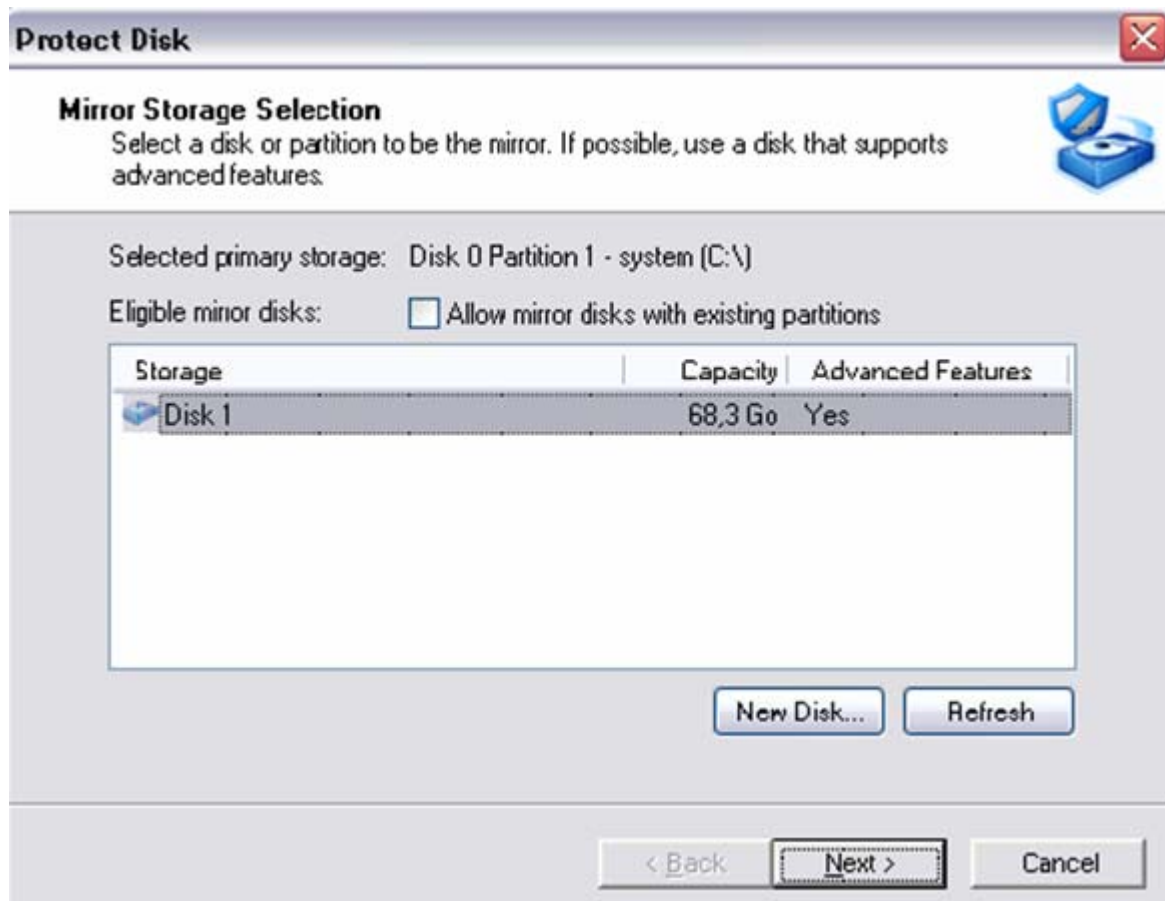 Protect Disk
Mirror Storage Selection
Select a disk or partition to be the mirror. If possible, use a disk that supports
advanced features.
Selected primary storage: Disk 0 Partition 1 - system (C:\)
Eligible mirror disks: Allow mirror disks with existing partitions
Storage Capacity Advanced Features
Disk 1 68,3 Go Yes
New Disk... Refresh
< Back Next > Cancel